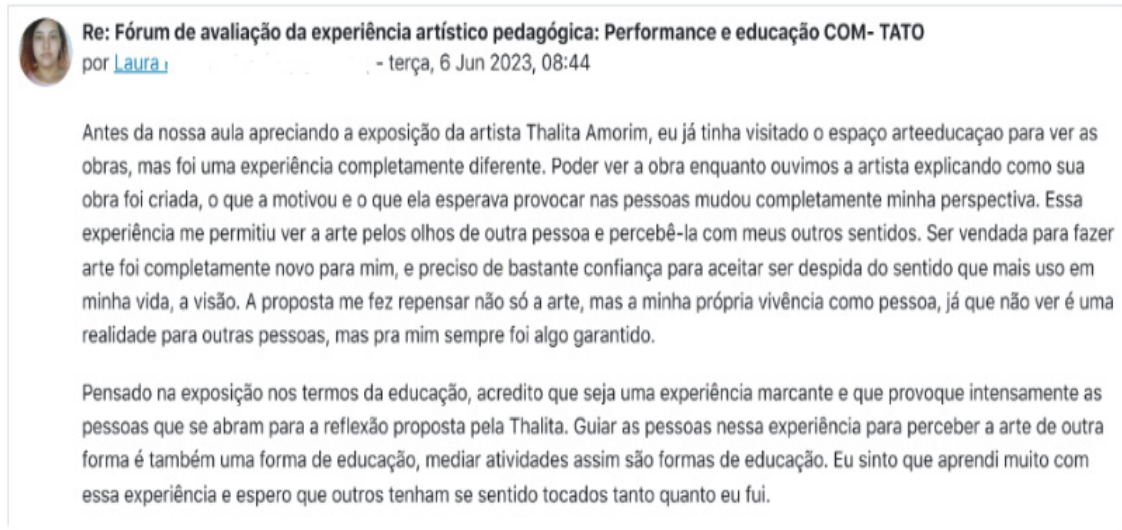 Re: Fórum de avaliação da experiência artístico pedagógica: Performance e educação COM- TATO
por Laura - terça, 6 Jun 2023, 08:44
Antes da nossa aula apreciando a exposição da artista Thalita Amorim, eu já tinha visitado o espaço arteeducaçao para ver as
obras, mas foi uma experiência completamente diferente. Poder ver a obra enquanto ouvimos a artista explicando como sua
obra foi criada, o que a motivou e o que ela esperava provocar nas pessoas mudou completamente minha perspectiva. Essa
experiência me permitiu ver a arte pelos olhos de outra pessoa e percebê-la com meus outros sentidos. Ser vendada para fazer
arte foi completamente novo para mim, e preciso de bastante confiança para aceitar ser despida do sentido que mais uso em
minha vida, a visão. A proposta me fez repensar não só a arte, mas a minha própria vivência como pessoa, já que não ver é uma
realidade para outras pessoas, mas pra mim sempre foi algo garantido.
Pensado na exposição nos termos da educação, acredito que seja uma experiência marcante e que provoque intensamente as
pessoas que se abram para a reflexão proposta pela Thalita. Guiar as pessoas nessa experiência para perceber a arte de outra
forma é também uma forma de educação, mediar atividades assim são formas de educação. Eu sinto que aprendi muito com
essa experiência e espero que outros tenham se sentido tocados tanto quanto eu fui.